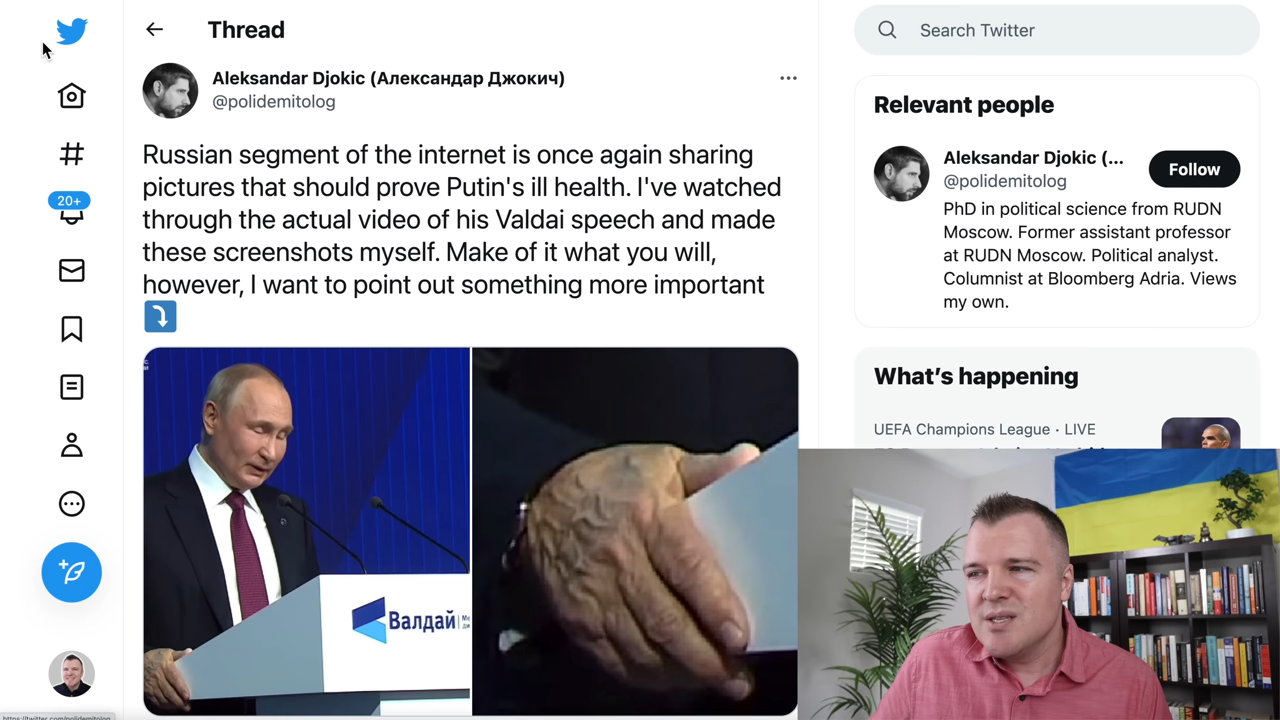 Thread
Search Twitter
Aleksandar Djokic (Александар Джокич)
@polidemitolog
Russian segment of the internet is once again sharing
pictures that should prove Putin's ill health. I've watched
through the actual video of his Valdai speech and made
these screenshots myself. Make of it what you will,
however, I want to point out something more important
20+
Валдай
Relevant people
Aleksandar Djokic (...
@polidemitolog
Follow
PhD in political science from RUDN
Moscow. Former assistant professor
at RUDN Moscow. Political analyst.
Columnist at Bloomberg Adria. Views
my own.
What's happening
UEFA Champions League · LIVE